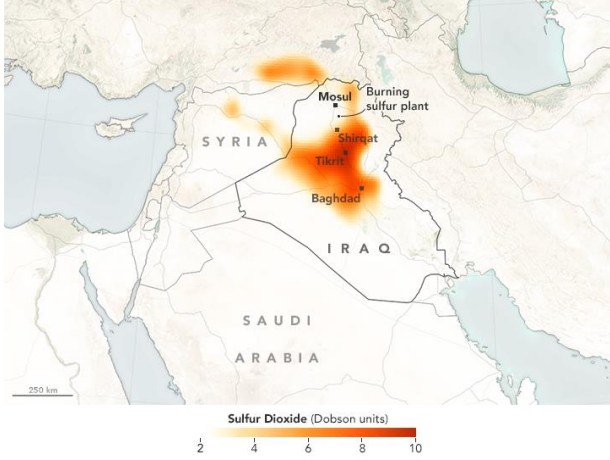 Mosul
Burning
sulfur plant
SYRIA
Shirqat
Tikrit
Baghdad
IRAQ
SAUDI
ARABIA
250 km
Sulfur Dioxide (Dobson units)
2 4 6 8 10